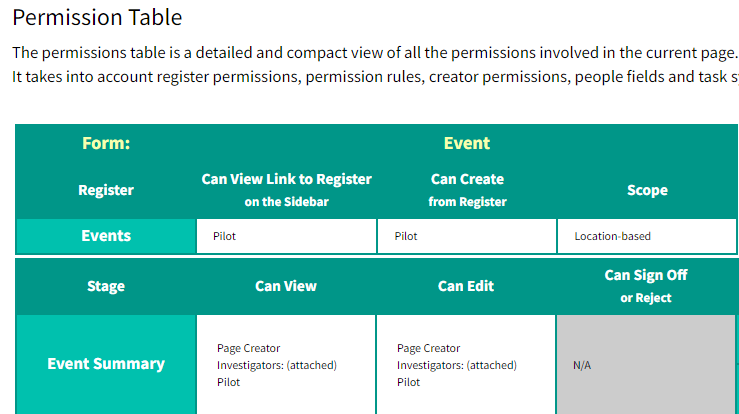 Permission Table
The permissions table is a detailed and compact view of all the permissions involved in the current page.
It takes into account register permissions, permission rules, creator permissions, people fields and task
Form:
Event
Register
Can View Link to Register
on the Sidebar
Can Create
from Register
Scope
Events
Pilot
Pilot
Location-based
Stage
Can View
Can Edit
Can Sign Off
or Reject
Event Summary
Page Creator
Investigators: (attached)
Pilot
Page Creator
Investigators: (attached)
Pilot
N/A